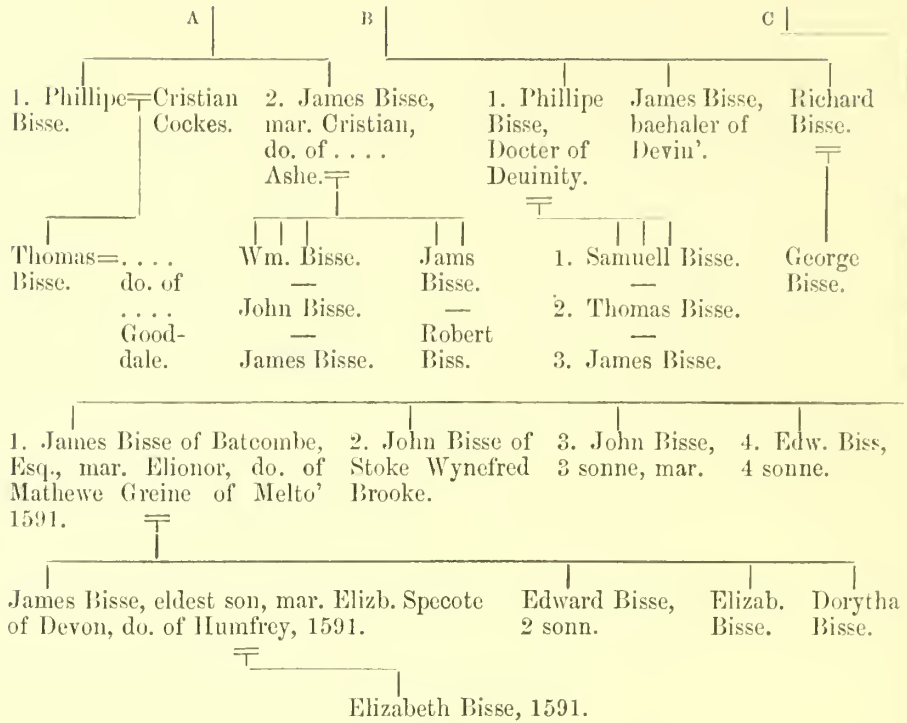 A B C
1. Phillipe Cristian 2. James Bisse, 1. Phillipe James Bisse, Richard
Bisse. Cockes. mar. Cristian, Bisse, bachaler of Bisse.
do. of . . . . Docter of Devin'.
Ashe. Deuinity.
Thomas=. . . . Wm. Bisse. Jams 1. Samuell Bisse. George
Bisse. do. of — Bisse. — Bisse.
. . . . John Bisse. — 2. Thomas Bisse.
Good- — Robert —
dale. James Bisse. Biss. 3. James Bisse.
1. James Bisse of Batcombe, 2. John Bisse of 3. John Bisse, 4. Edw. Biss,
Esq., mar. Elionor, do. of Stoke Wynefred 3 sonne, mar. 4 sonne.
Mathewe Greine of Melto' Brooke.
1591.
James Bisse, eldest son, mar. Elizb. Specote Edward Bisse, Elizab. Dorytha
of Devon, do. of Humfrey, 1591. 2 sonn. Bisse. Bisse.
Elizabeth Bisse, 1591.